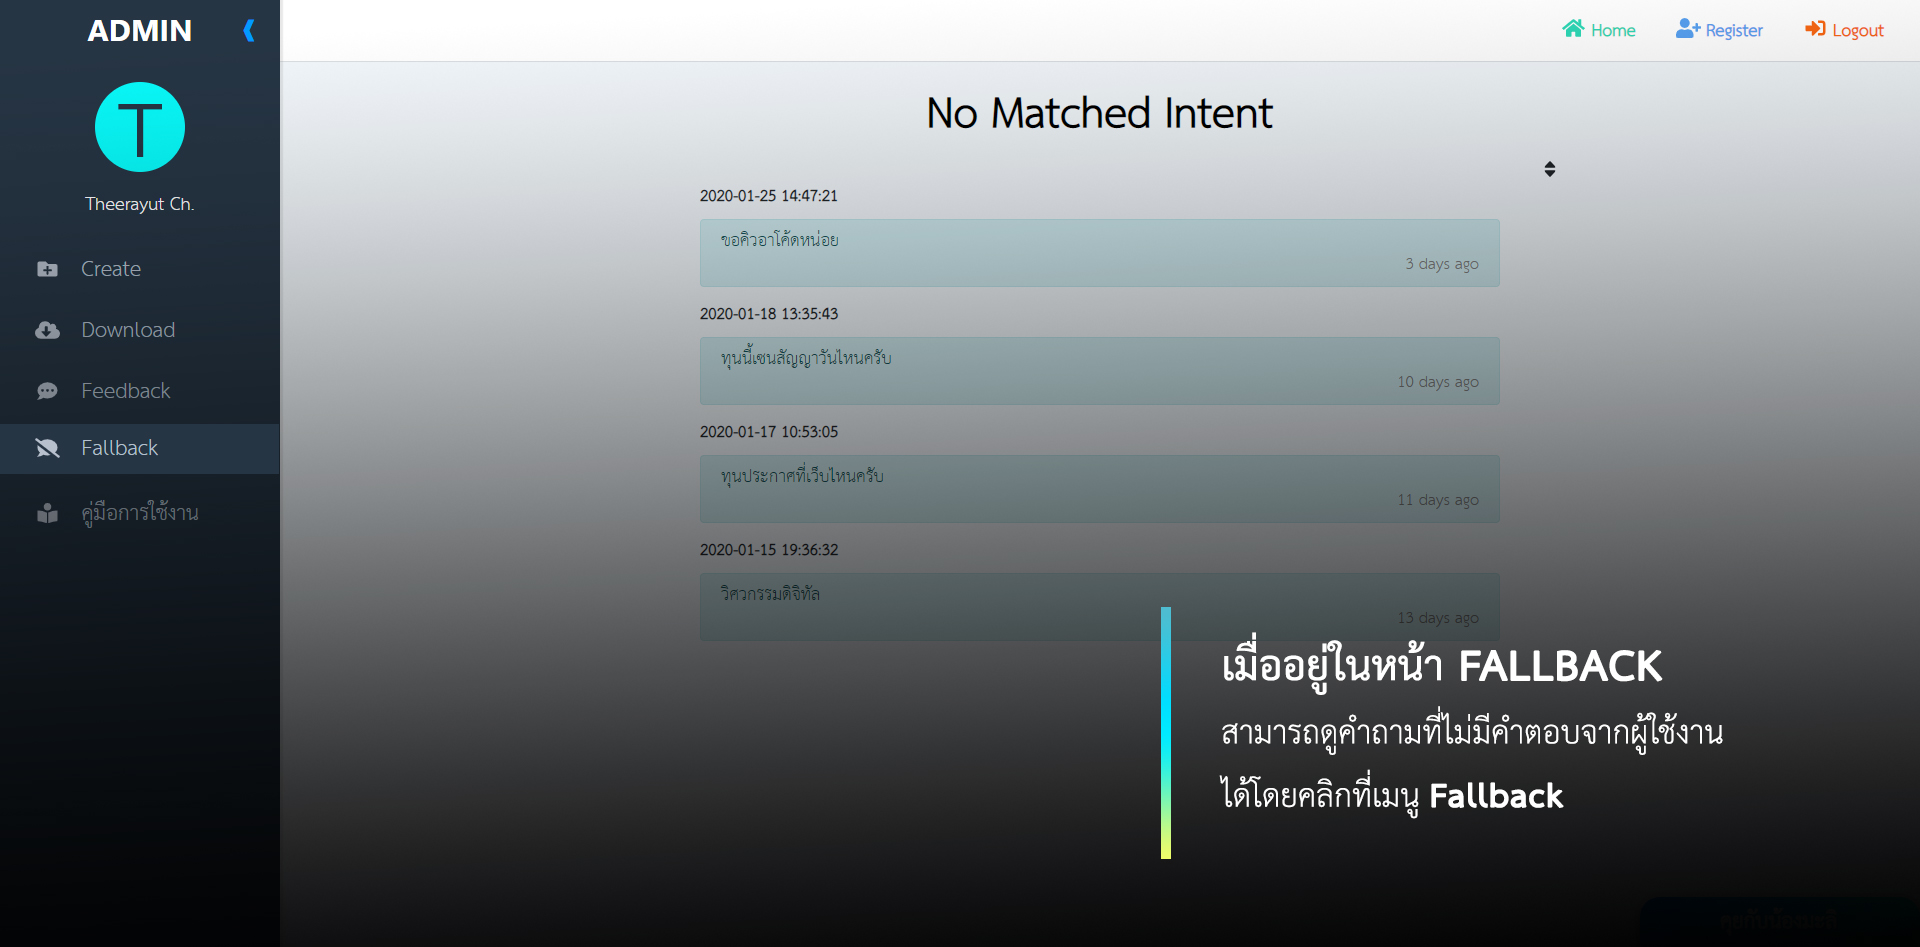 ADMIN
Home
Register
Logout
T
Theerayut Ch.
Create
Download
Feedback
Fallback
คู่มือการใช้งาน
No Matched Intent
2020-01-25 14:47:21
ขอคิวอาโค้ดหน่อย
3 days ago
2020-01-18 13:35:43
ทุนนี้เซนสัญญาวันไหนครับ
10 days ago
2020-01-17 10:53:05
ทุนประกาศที่เว็บไหนครับ
11 days ago
2020-01-15 19:36:32
วิศวกรรมดิจิทัล
13 days ago
เมื่ออยู่ในหน้า FALLBACK
สามารถดูคำถามที่ไม่มีคำตอบจากผู้ใช้งาน
ได้โดยคลิกที่เมนู Fallback